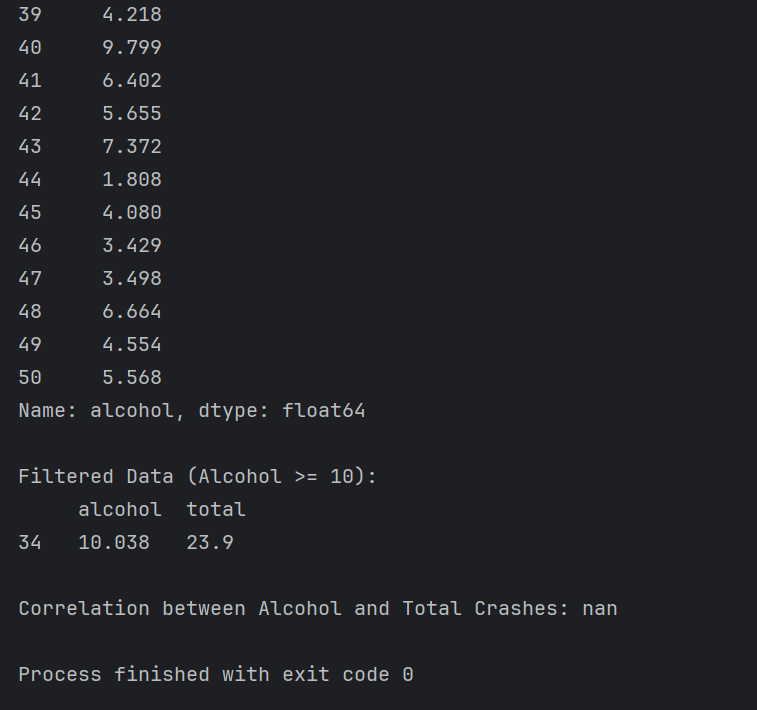 39     4.218
40     9.799
41     6.402
42     5.655
43     7.372
44     1.808
45     4.080
46     3.429
47     3.498
48     6.664
49     4.554
50     5.568
Name: alcohol, dtype: float64
Filtered Data (Alcohol >= 10):
     alcohol  total
34   10.038   23.9
Correlation between Alcohol and Total Crashes: nan
Process finished with exit code 0